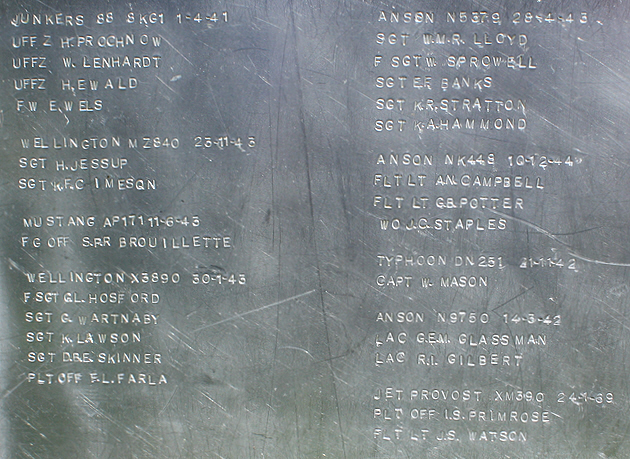 JUNKERS 88 8KG1 1-4-41
UFFZ H. PROCHNOW
UFFZ W. LENHARDT
UFFZ H. EWALD
F.W E. WELS
WELLINGTON MZ840 23-11-43
SGT H. JESSUP
SGT K.F.C IMESON
MUSTANG AP171 11-6-43
FG OFF S.P.R BROUILLETTE
WELLINGTON X3890 30-1-43
F SGT G.L. HOSFORD
SGT G. WARTNABY
SGT K. LAWSON
SGT D.B.E. SKINNER
PLT.OFF E.L. FARLA
ANSON N5379 28-4-43
SGT W.M.R. LLOYD
F SGT W. SPROWELL
SGT E.F. BANKS
SGT K.R. STRATTON
SGT K.A. HAMMOND
ANSON NK448 10-12-44
FLT LT A.N. CAMPBELL
FLT LT G.B. POTTER
WO J.C. STAPLES
TYPHOON DN251 21-11-42
CAPT W. MASON
ANSON N9750 14-3-42
LAC G.E.M. GLASSMAN
LAC R.I. GILBERT
JET PROVOST XM390 24-1-69
PLT OFF I.S. PRIMROSE
FLT LT J.S. WATSON